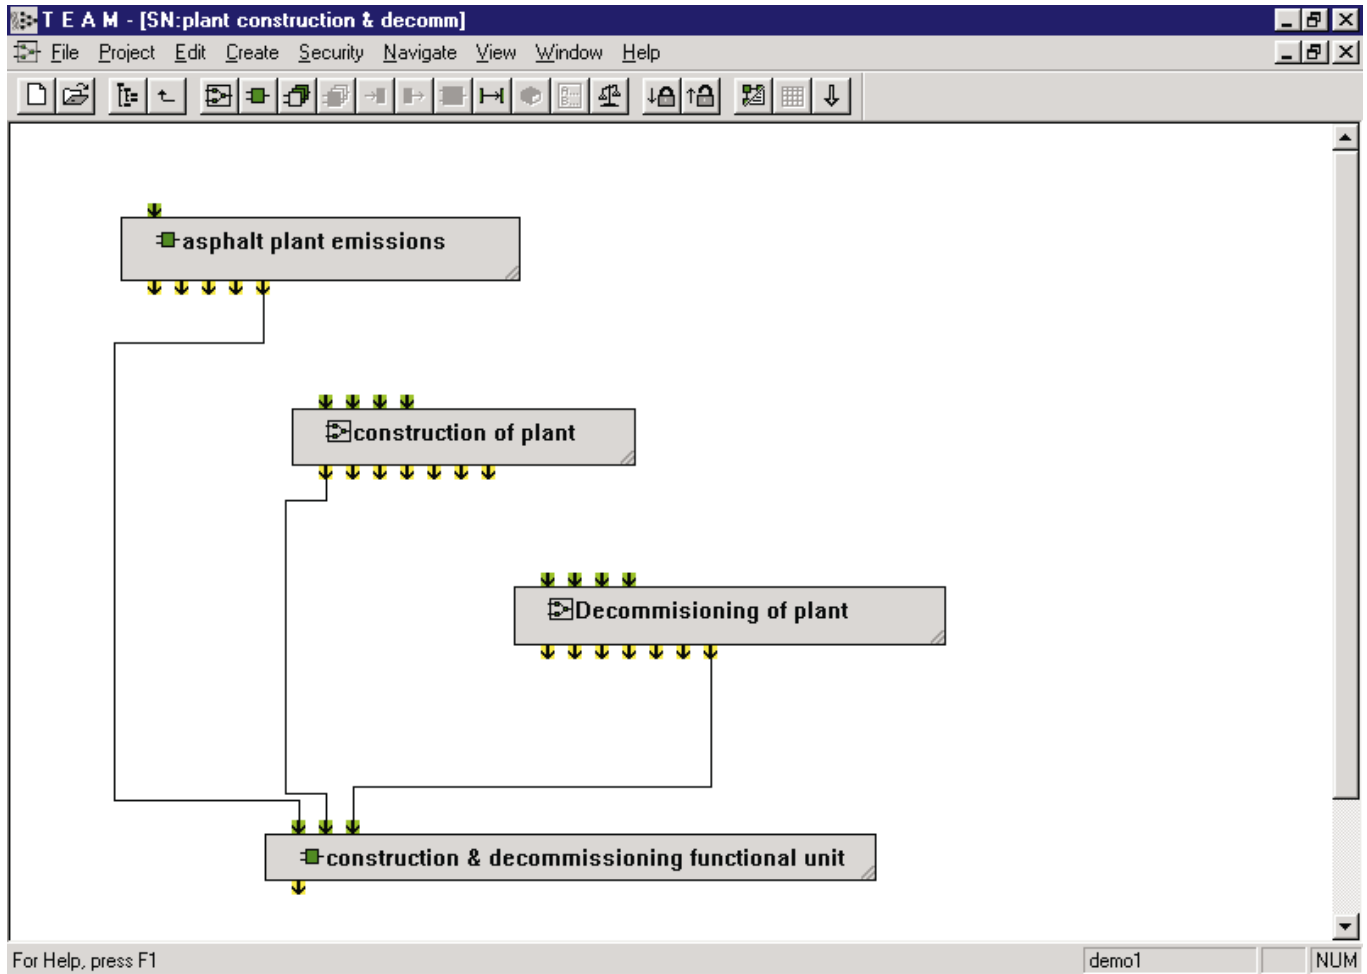 T E A M - [SN:plant construction & decomm]
File Project Edit Create Security Navigate View Window Help
asphalt plant emissions
construction of plant
Decommisioning of plant
construction & decommissioning functional unit
For Help, press F1 demo1 NUM